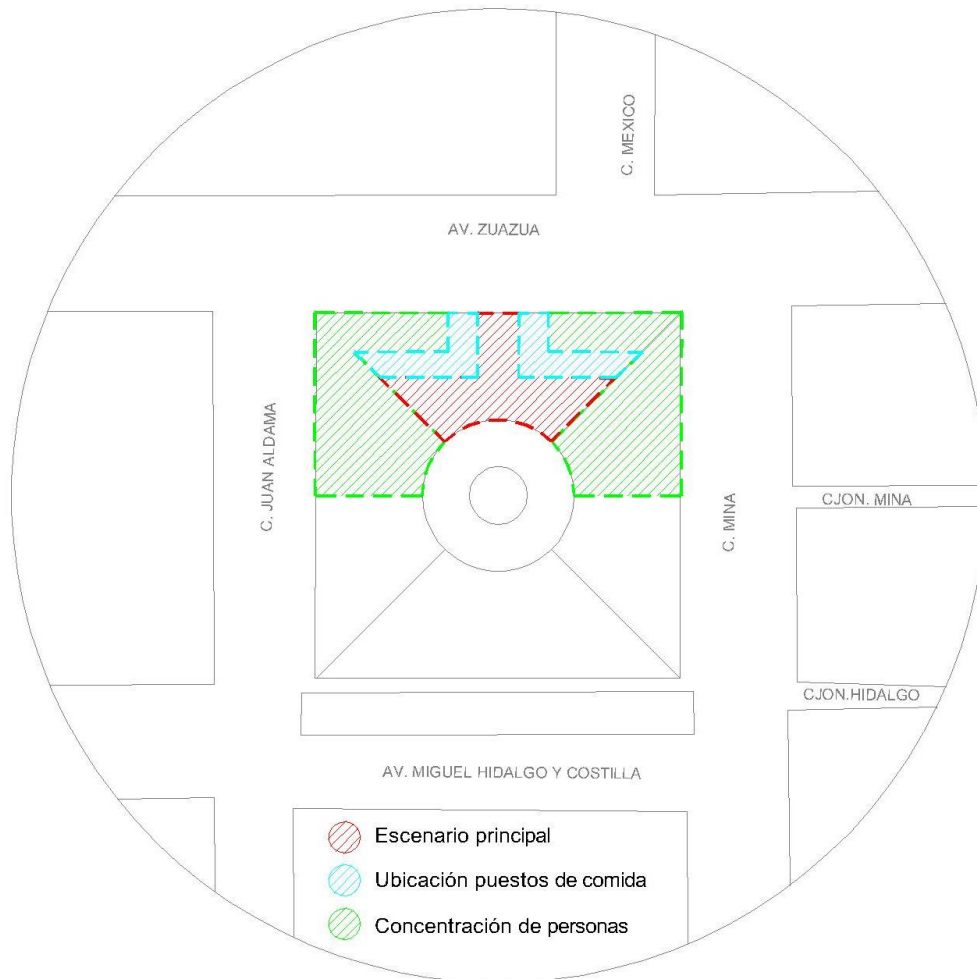 C. MEXICO
AV. ZUAZUA
C. JUAN ALDAMA
C. MINA
CJON. MINA
CJON.HIDALGO
AV. MIGUEL HIDALGO Y COSTILLA
Escenario principal
Ubicación puestos de comida
Concentración de personas